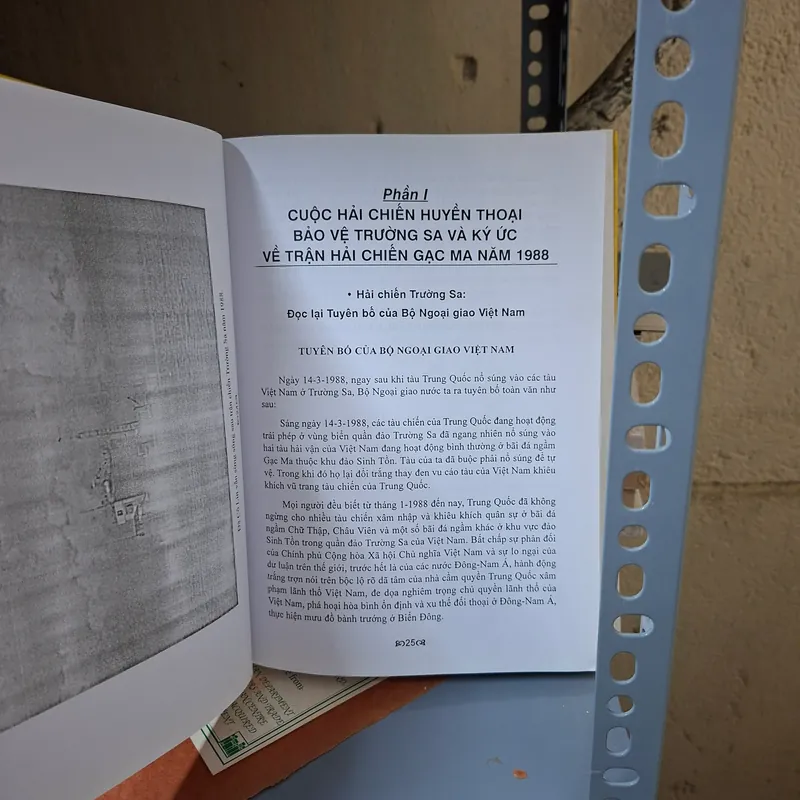 Phần I
CUỘC HẢI CHIẾN HUYỀN THOẠI
BẢO VỆ TRƯỜNG SA VÀ KÝ ỨC
VỀ TRẬN HẢI CHIẾN GẠC MA NĂM 1988
• Hải chiến Trường Sa:
Đọc lại Tuyên bố của Bộ Ngoại giao Việt Nam
TUYÊN BỐ CỦA BỘ NGOẠI GIAO VIỆT NAM
Ngày 14-3-1988, ngay sau khi tàu Trung Quốc nổ súng vào các tàu
Việt Nam ở Trường Sa, Bộ Ngoại giao nước ta ra tuyên bố toàn văn như
sau:
Sáng ngày 14-3-1988, các tàu chiến của Trung Quốc đang hoạt động
trái phép ở vùng biển quần đảo Trường Sa đã ngang nhiên nổ súng vào
hai tàu hải vận của Việt Nam đang hoạt động bình thường ở bãi đá ngầm
Gạc Ma thuộc khu đảo Sinh Tồn. Tàu của ta đã buộc phải nổ súng để tự
vệ. Trong khi đó họ lại đổi trắng thay đen vu cáo tàu của Việt Nam khiêu
khích vũ trang tàu chiến của Trung Quốc.
Mọi người đều biết từ tháng 1-1988 đến nay, Trung Quốc đã không
ngừng cho nhiều tàu chiến xâm nhập và khiêu khích quân sự ở bãi đá
ngầm Chữ Thập, Châu Viên và một số bãi đá ngầm khác ở khu vực đảo
Sinh Tồn trong quần đảo Trường Sa của Việt Nam. Bất chấp sự phản đối
của Chính phủ Cộng hòa Xã hội Chủ nghĩa Việt Nam và sự lo ngại của
dư luận trên thế giới, trước hết là của các nước Đông-Nam Á, hành động
trắng trợn nói trên bộc lộ rõ dã tâm của nhà cầm quyền Trung Quốc xâm
phạm lãnh thổ Việt Nam, đe dọa nghiêm trọng chủ quyền lãnh thổ của
Việt Nam, phá hoại hòa bình ổn định và xu thế đối thoại ở Đông-Nam Á,
thực hiện mưu đồ bành trướng ở Biển Đông.
25